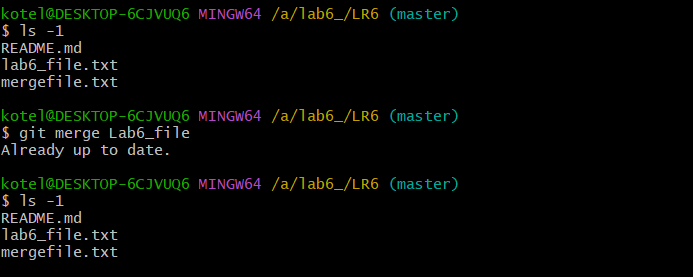 kotel@DESKTOP-6CJVUQ6 MINGW64 /a/lab6_/LR6 (master)
$ ls -1
README.md
lab6_file.txt
mergefile.txt
kotel@DESKTOP-6CJVUQ6 MINGW64 /a/lab6_/LR6 (master)
$ git merge Lab6_file
Already up to date.
kotel@DESKTOP-6CJVUQ6 MINGW64 /a/lab6_/LR6 (master)
$ ls -1
README.md
lab6_file.txt
mergefile.txt